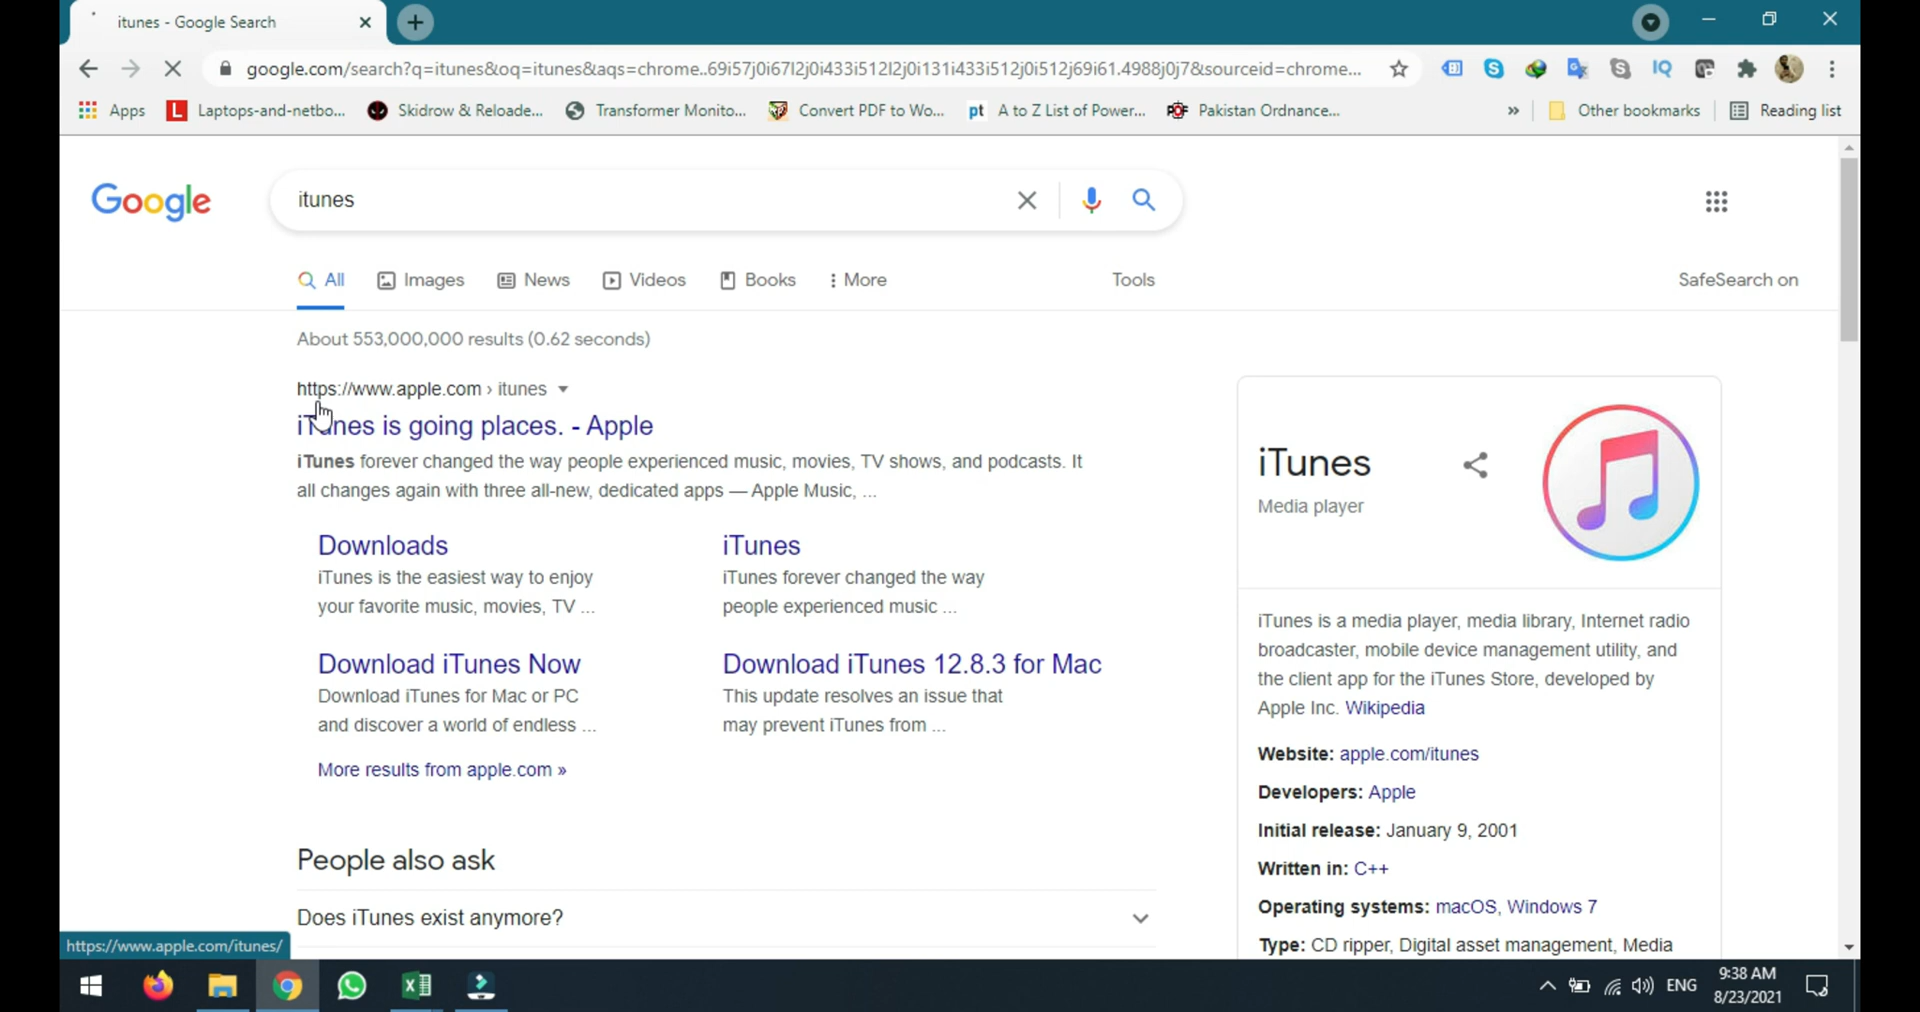 itunes - Google Search
google.com/search?q=itunes&oq=itunes&aqs=chrome..69i57j0i67l2j0i433i512l2j0i131i433i512j0i512j69i61.4988j0j7&sourceid=chrome...
Apps
Laptops-and-netbo...
Skidrow & Reloade...
Transformer Monito...
Convert PDF to Wo...
pt A to Z List of Power...
Pakistan Ordnance...
»
Other bookmarks
Reading list
Google
itunes
All
Images
News
Videos
Books
More
Tools
SafeSearch on
About 553,000,000 results (0.62 seconds)
https://www.apple.com › itunes
iTunes is going places. - Apple
iTunes forever changed the way people experienced music, movies, TV shows, and podcasts. It
all changes again with three all-new, dedicated apps — Apple Music, ...
Downloads
iTunes is the easiest way to enjoy
your favorite music, movies, TV ...
iTunes
iTunes forever changed the way
people experienced music ...
Download iTunes Now
Download iTunes for Mac or PC
and discover a world of endless ...
Download iTunes 12.8.3 for Mac
This update resolves an issue that
may prevent iTunes from ...
More results from apple.com »
People also ask
Does iTunes exist anymore?
iTunes
Media player
iTunes is a media player, media library, Internet radio
broadcaster, mobile device management utility, and
the client app for the iTunes Store, developed by
Apple Inc. Wikipedia
Website: apple.com/itunes
Developers: Apple
Initial release: January 9, 2001
Written in: C++
Operating systems: macOS, Windows 7
Type: CD ripper, Digital asset management, Media
https://www.apple.com/itunes/
ENG
9:38 AM
8/23/2021